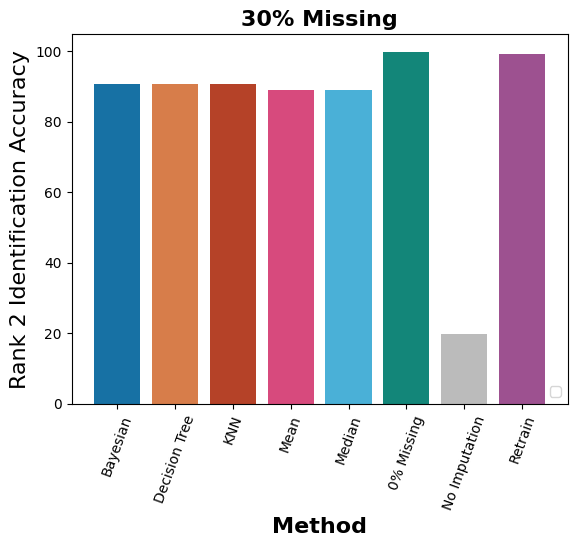 30% Missing
Rank 2 Identification Accuracy
100
80
60
40
20
0
Bayesian
Decision Tree
KNN
Mean
Median
0% Missing
No Imputation
Retrain
Method